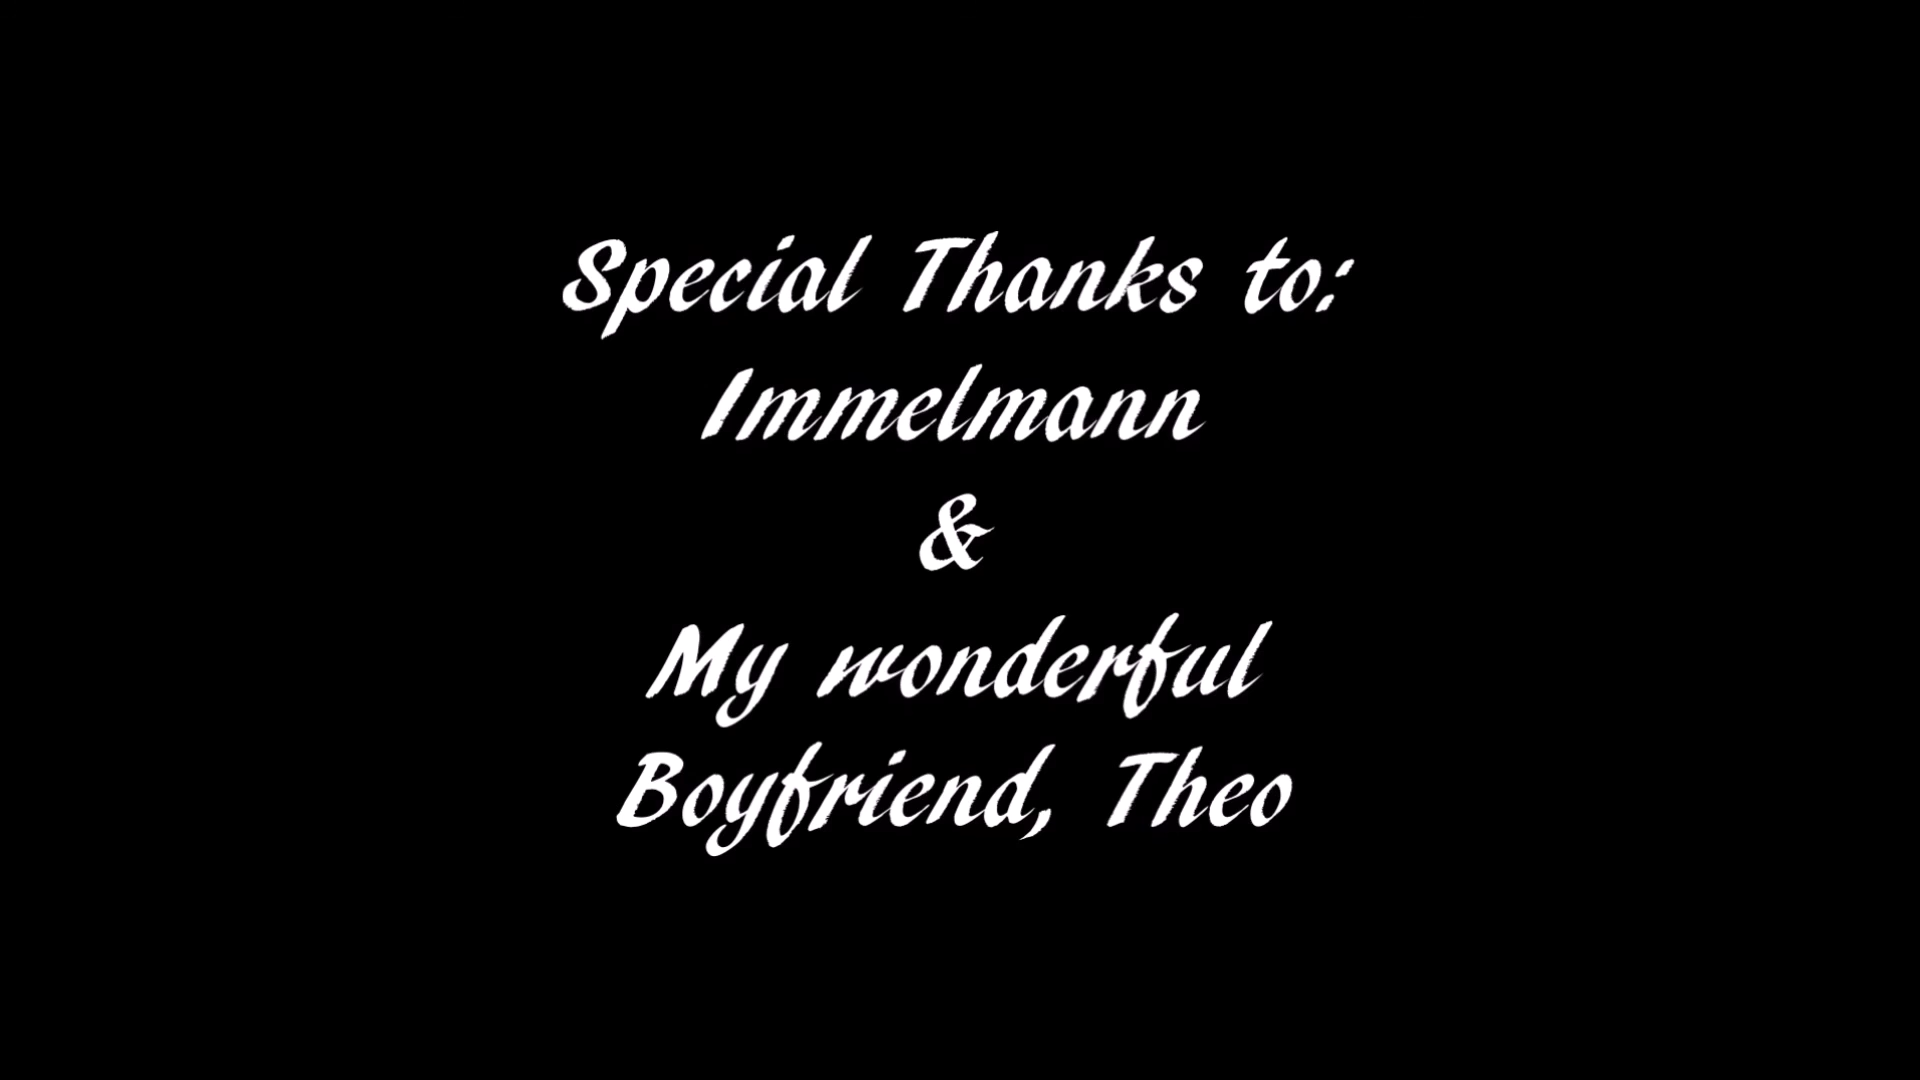 Special Thanks to:
Immelmann
&
My wonderful
Boyfriend, Theo